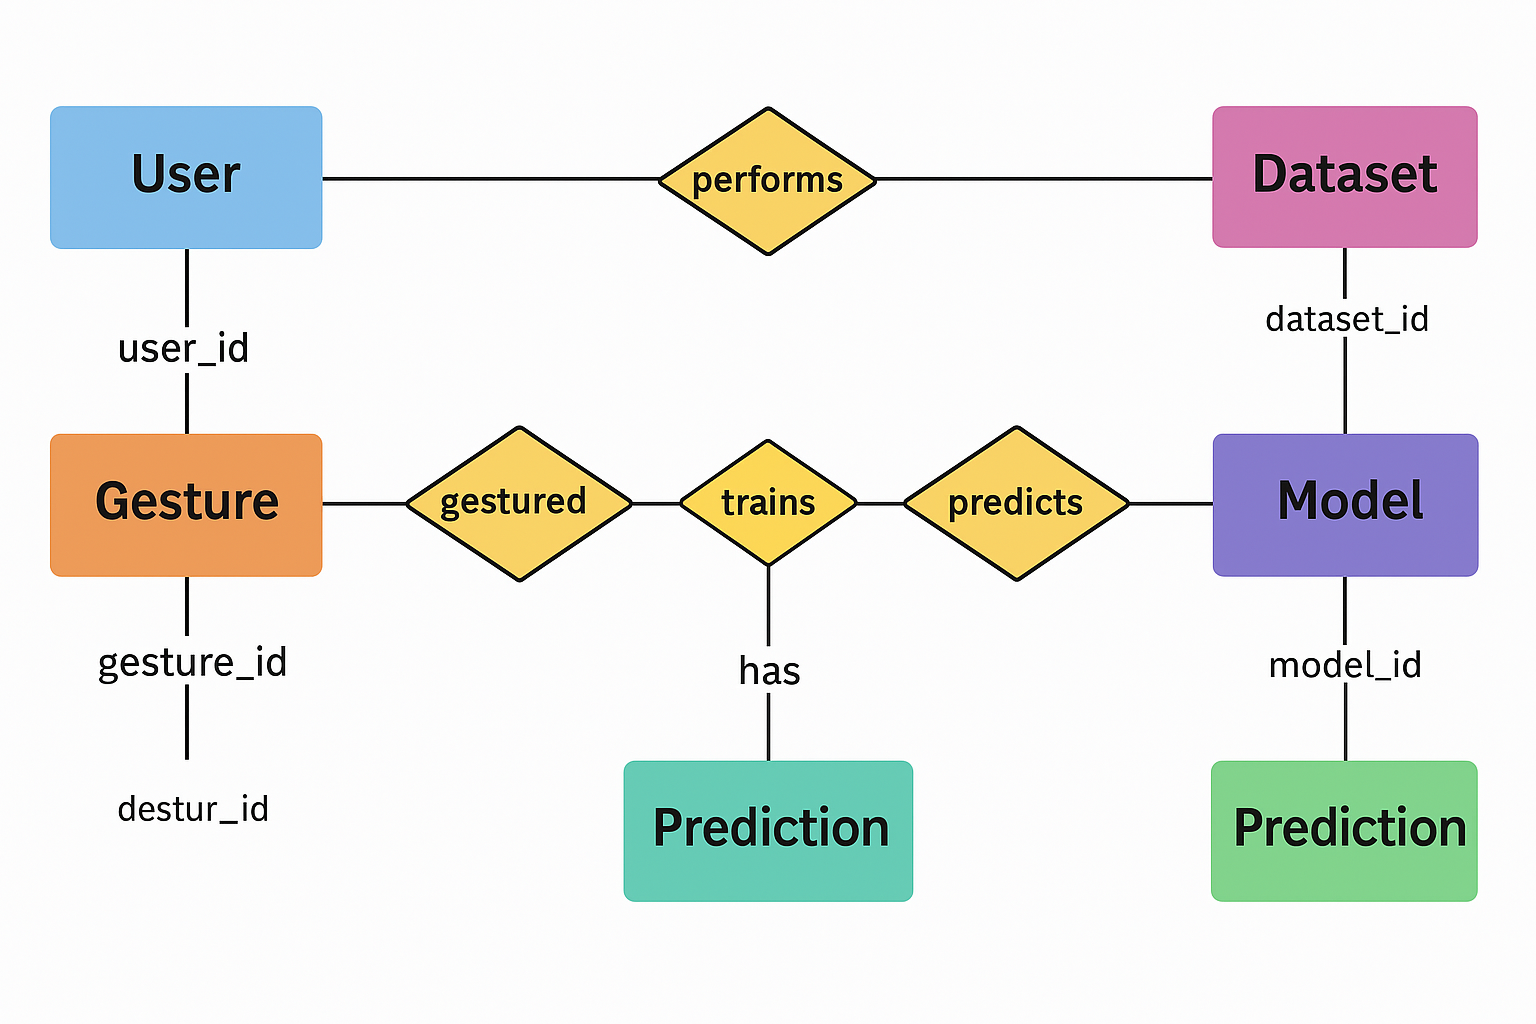 User
performs
Dataset
user_id
dataset_id
Gesture
gestured
trains
predicts
Model
gesture_id
has
model_id
destur_id
Prediction
Prediction